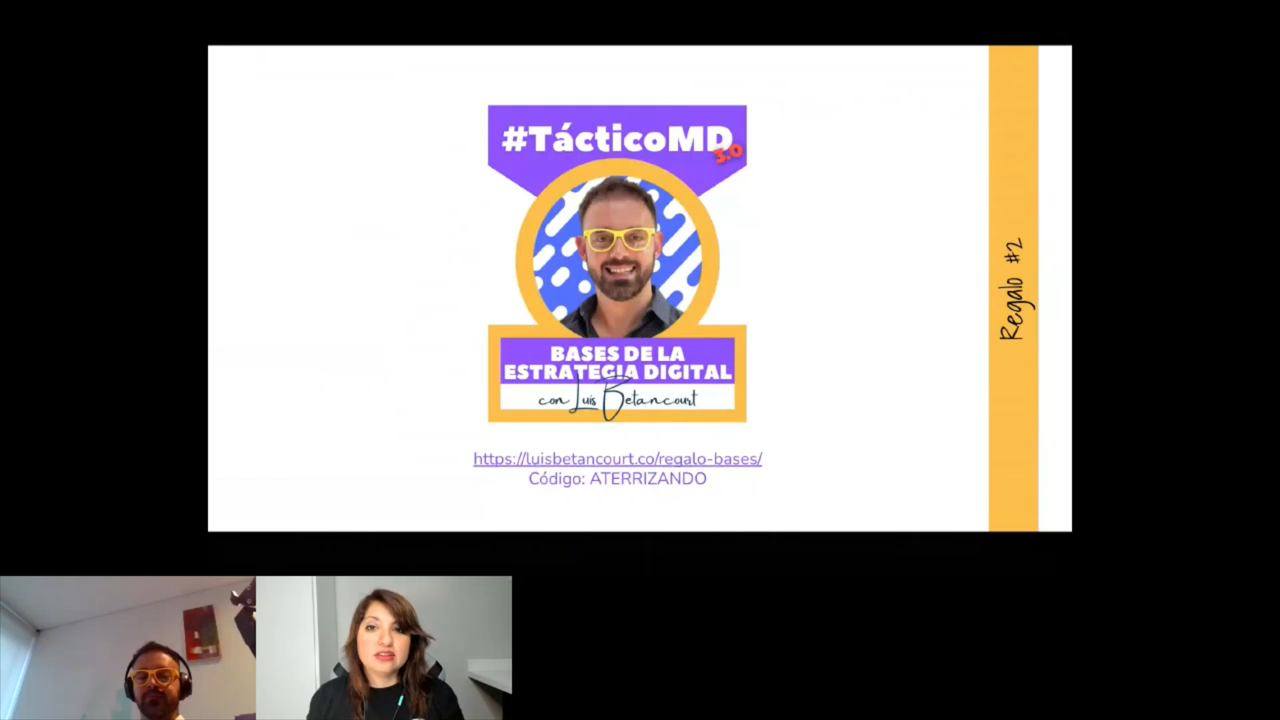 #TácticoMD
3.0
BASES DE LA
ESTRATEGIA DIGITAL
con Luis Betancourt
https://luisbetancourt.co/regalo-bases/
Código: ATERRIZANDO
Regalo #2